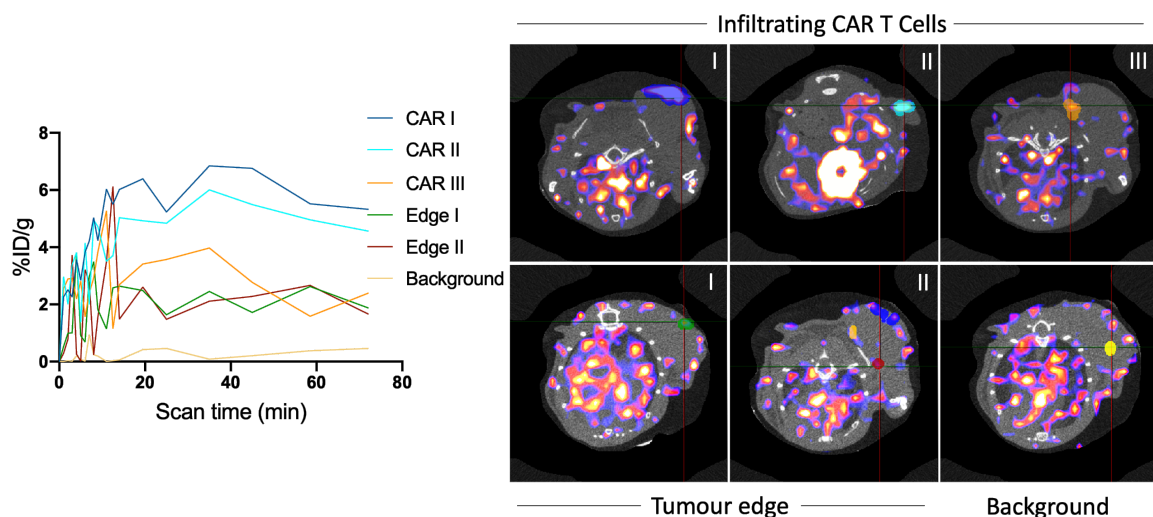 Infiltrating CAR T Cells
I
II
III
8
6
4
2
0
%ID/g
0
20
40
60
80
Scan time (min)
CAR I
CAR II
CAR III
Edge I
Edge II
Background
I
II
Tumour edge
Background